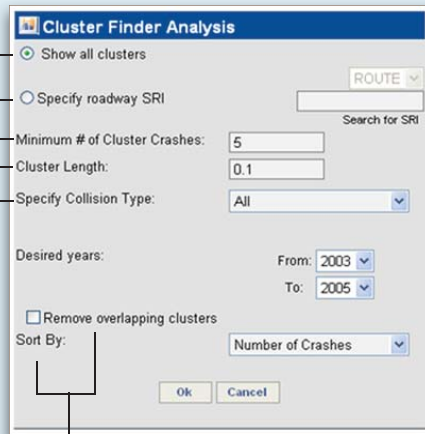 Cluster Finder Analysis
Show all clusters
ROUTE
Specify roadway SRI
Search for SRI
Minimum # of Cluster Crashes: 5
Cluster Length: 0.1
Specify Collision Type: All
Desired years: From: 2003
To: 2005
Remove overlapping clusters
Sort By: Number of Crashes
Ok Cancel